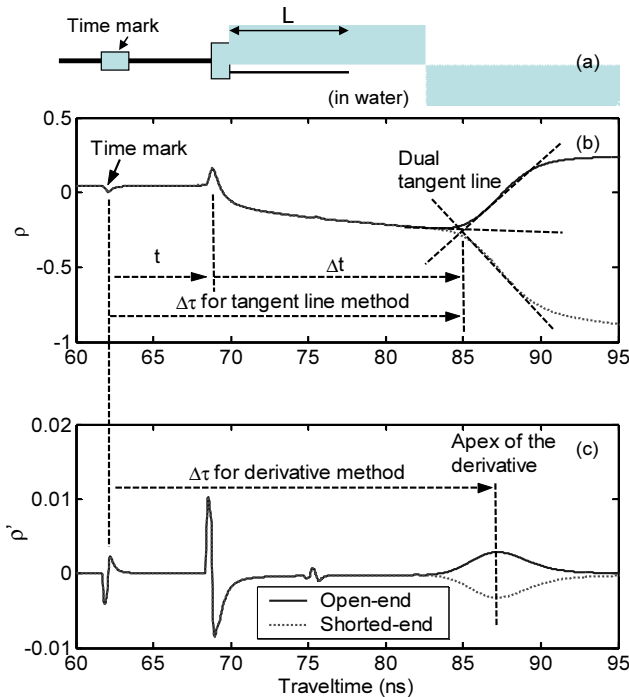 Time mark
L
(a)
(in water)
0.5
0
-0.5
-1
ρ
Time mark
(b)
Dual
tangent line
t
Δt
Δτ for tangent line method
60 65 70 75 80 85 90 95
0.02
0.01
0
-0.01
ρ'
(c)
Apex of the
derivative
Δτ for derivative method
Open-end
Shorted-end
60 65 70 75 80 85 90 95
Traveltime (ns)